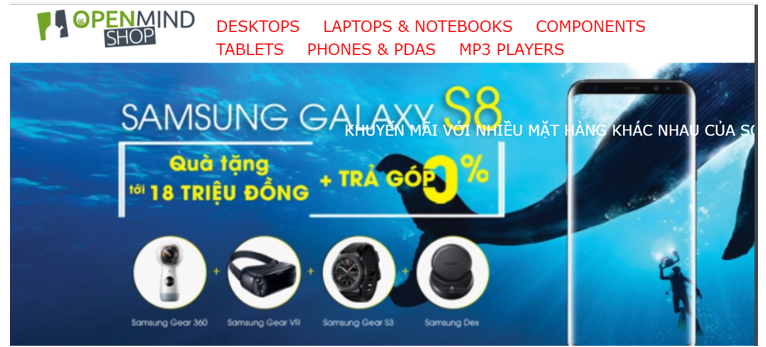 OPENMIND
SHOP
DESKTOPS LAPTOPS & NOTEBOOKS COMPONENTS
TABLETS PHONES & PDAS MP3 PLAYERS
SAMSUNG GALAXY S8
KHUYẾN MÃI VỚI NHIỀU MẶT HÀNG KHÁC NHAU CỦA
Quà tặng
tới 18 TRIỆU ĐỒNG
+ TRẢ GÓP 0%
Samsung Gear 360 + Samsung Gear VR + Samsung Gear S3 + Samsung Dex